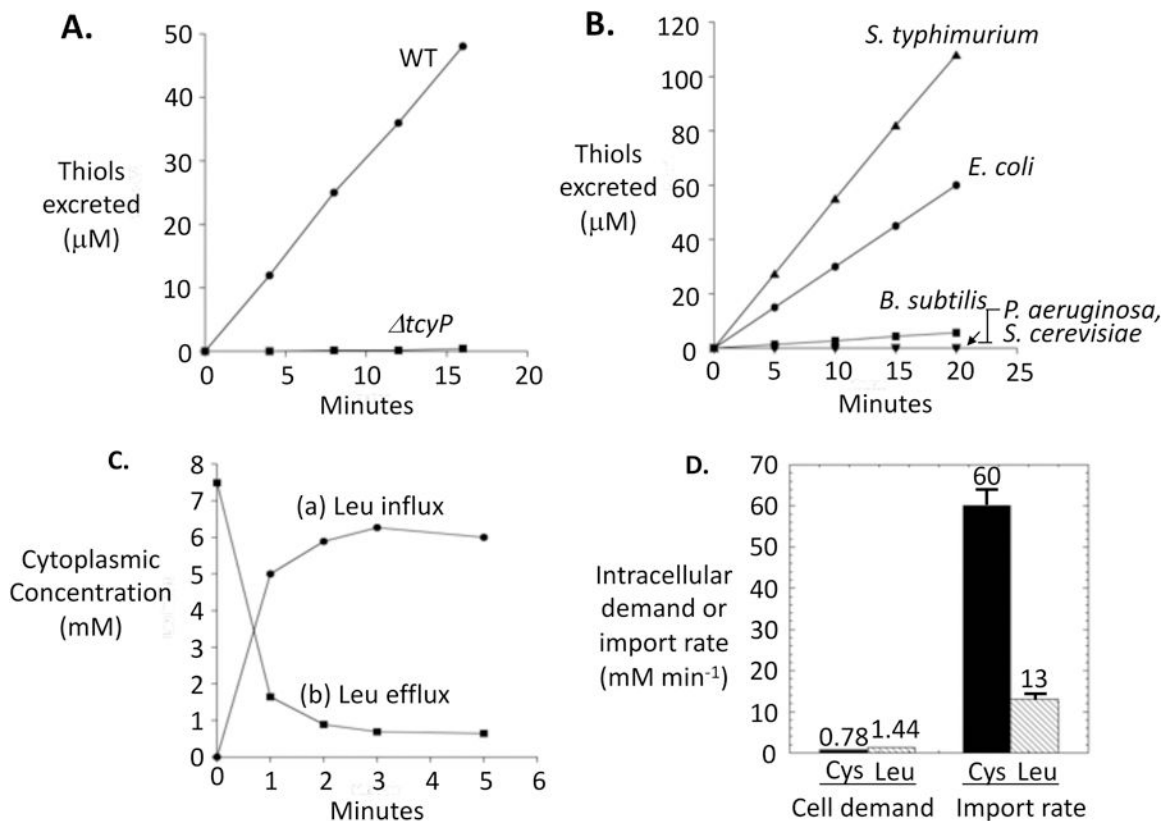 A.
50
40
30
20
10
0
Thiols
excreted
(μM)
WT
ΔtcyP
0 5 10 15 20
Minutes
B.
120
100
80
60
40
20
0
Thiols
excreted
(μM)
S. typhimurium
E. coli
B. subtilis
P. aeruginosa,
S. cerevisiae
0 5 10 15 20 25
Minutes
C.
8
7
6
5
4
3
2
1
0
Cytoplasmic
Concentration
(mM)
(a) Leu influx
(b) Leu efflux
0 1 2 3 4 5 6
Minutes
D.
70
60
50
40
30
20
10
0
Intracellular
demand or
import rate
(mM min-1)
60
13
0.78 1.44
Cys Leu Cys Leu
Cell demand Import rate